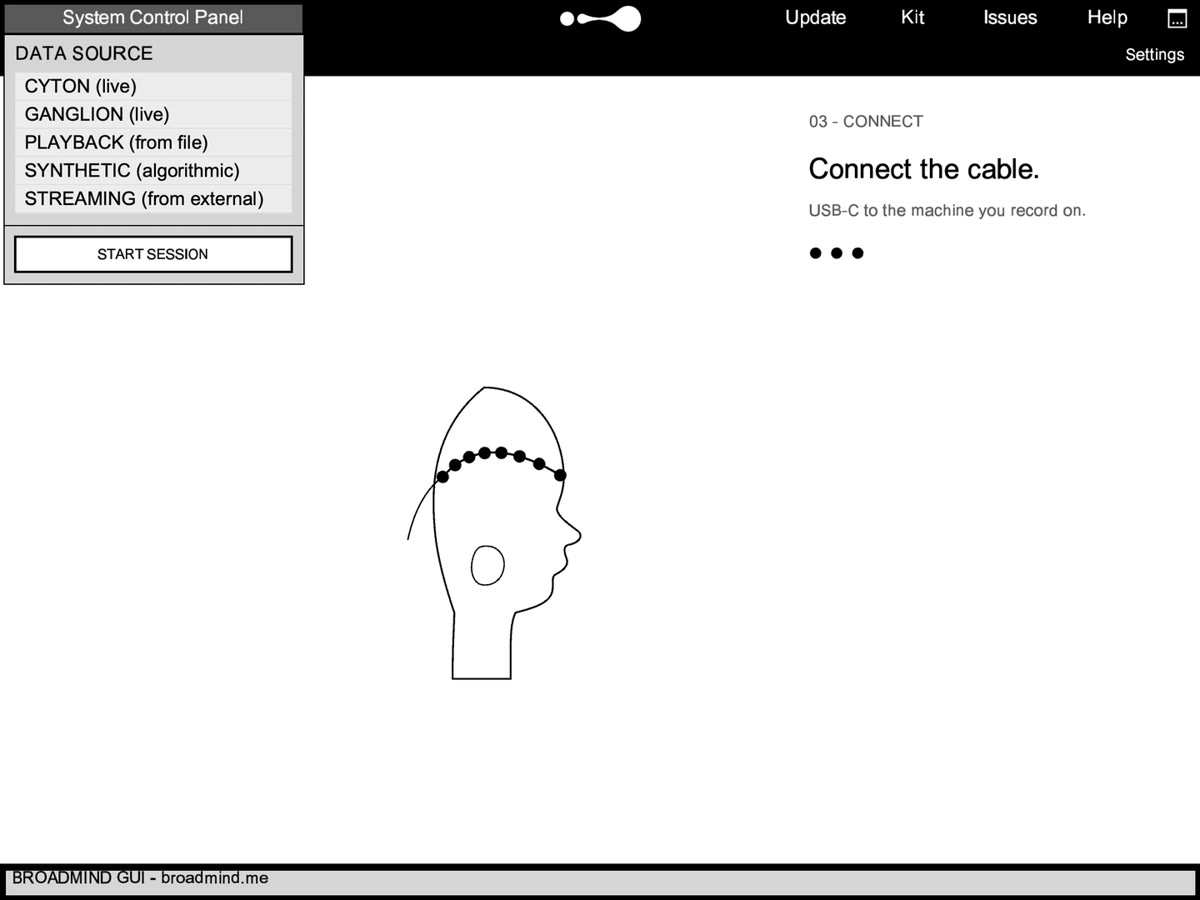 System Control Panel
Update
Kit
Issues
Help
...
Settings
DATA SOURCE
CYTON (live)
GANGLION (live)
PLAYBACK (from file)
SYNTHETIC (algorithmic)
STREAMING (from external)
START SESSION
03 - CONNECT
Connect the cable.
USB-C to the machine you record on.
BROADMIND GUI - broadmind.me